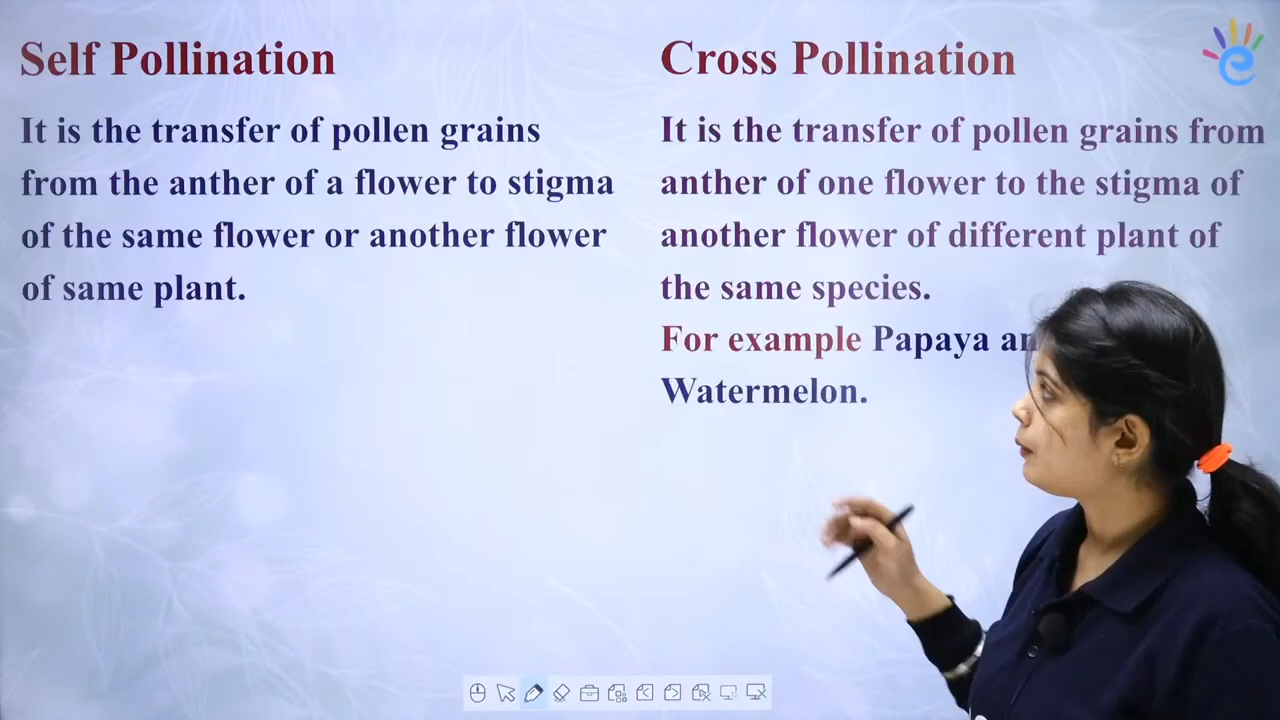 Self Pollination
It is the transfer of pollen grains
from the anther of a flower to stigma
of the same flower or another flower
of same plant.
Cross Pollination
It is the transfer of pollen grains from
anther of one flower to the stigma of
another flower of different plant of
the same species.
For example Papaya
Watermelon.
e